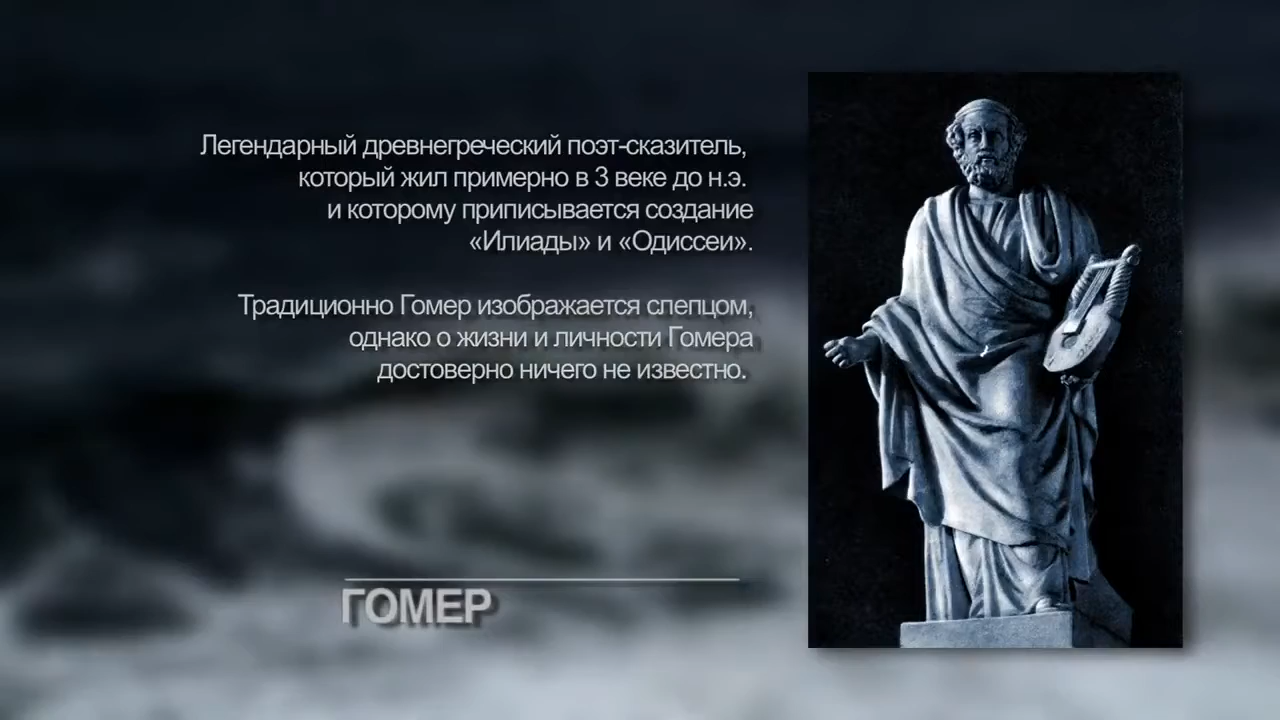 Легендарный древнегреческий поэт-сказитель,
который жил примерно в 3 веке до н.э.
и которому приписывается создание
«Илиады» и «Одиссеи».
Традиционно Гомер изображается слепцом,
однако о жизни и личности Гомера
достоверно ничего не известно.
ГОМЕР